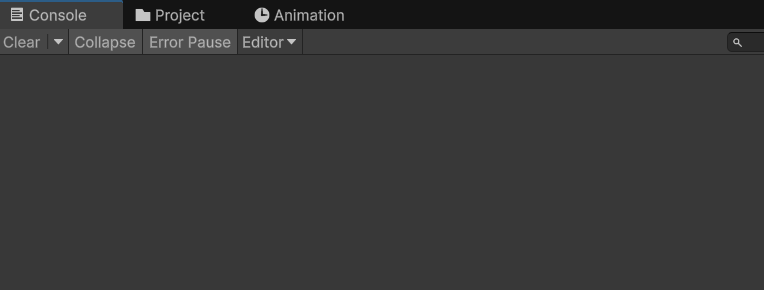 Console Project Animation
Clear Collapse Error Pause Editor